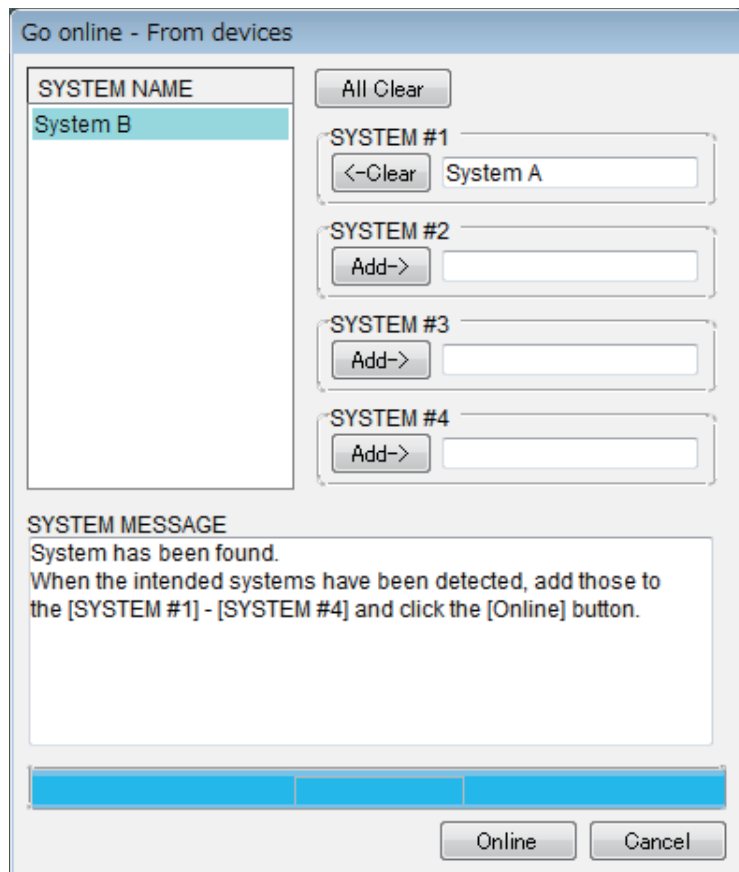 Go online - From devices
SYSTEM NAME
System B
All Clear
SYSTEM #1
<-Clear
System A
SYSTEM #2
Add->
SYSTEM #3
Add->
SYSTEM #4
Add->
SYSTEM MESSAGE
System has been found.
When the intended systems have been detected, add those to
the [SYSTEM #1] - [SYSTEM #4] and click the [Online] button.
Online
Cancel